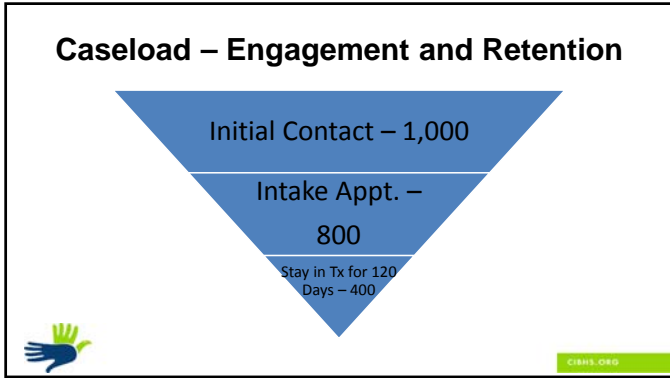 Caseload – Engagement and Retention
Initial Contact – 1,000
Intake Appt. –
800
Stay in Tx for 120
Days – 400
CIBHS.ORG